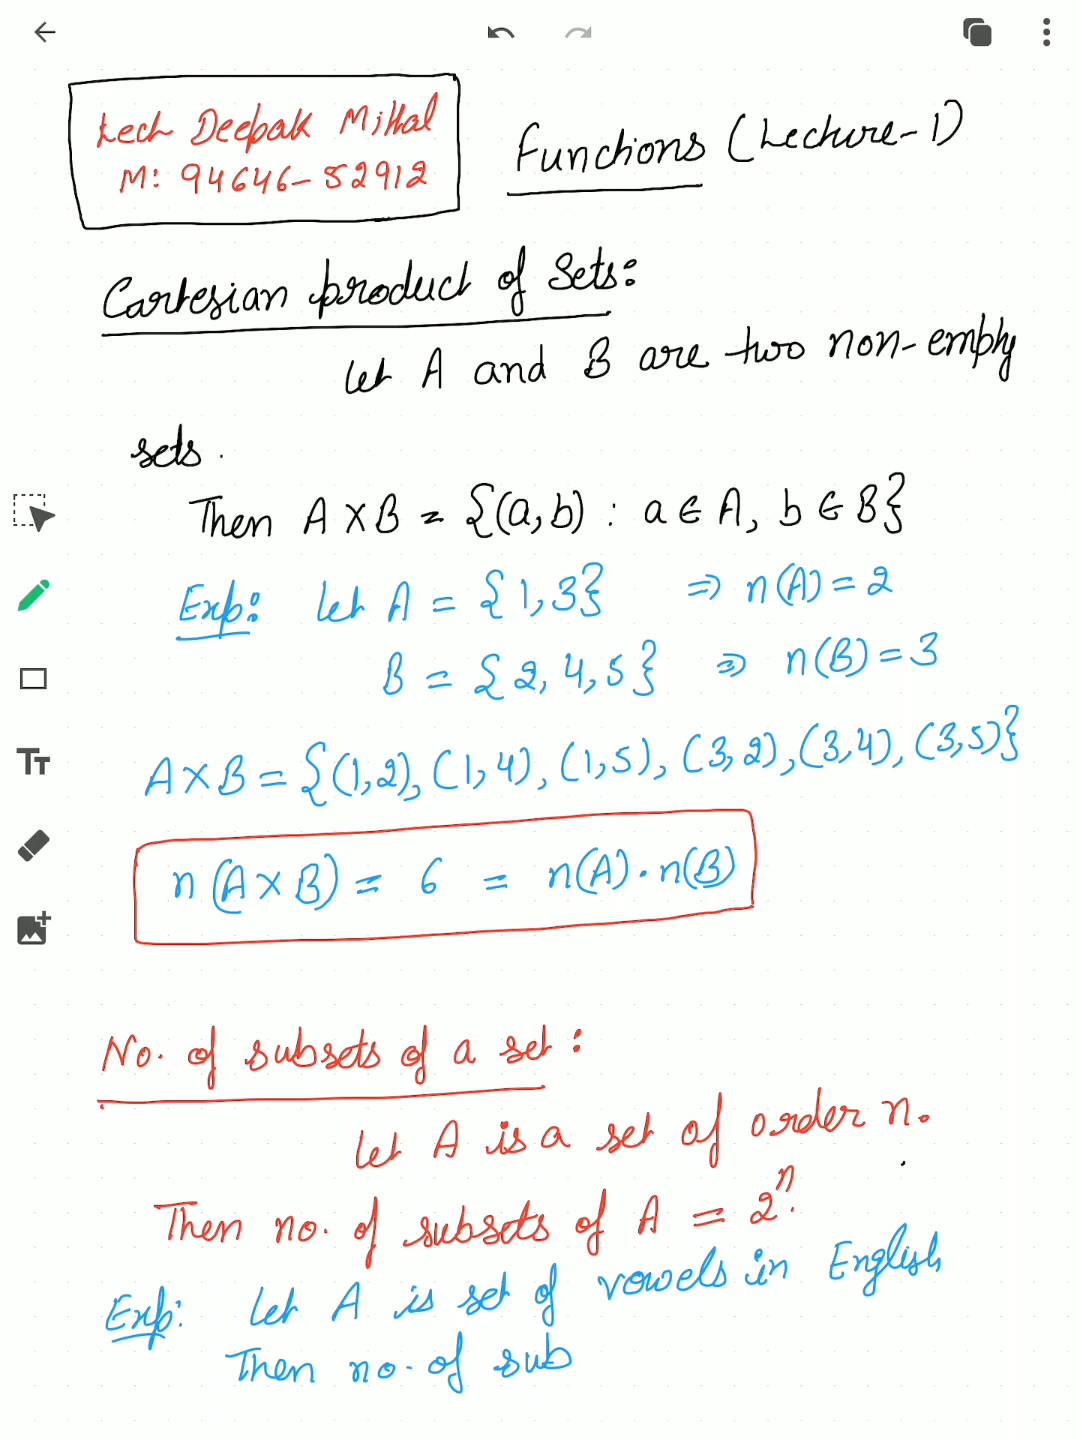 Lech Deepak Mittal
M: 94646-52912
Functions (Lecture-1)
Cartesian product of Sets:
Let A and B are two non-empty
sets.
Then A X B = {(a,b) : a ∈ A, b ∈ B}
Exp: Let A = {1,3} ⇒ n(A) = 2
B = {2, 4, 5} ⇒ n(B) = 3
A X B = {(1,2), (1,4), (1,5), (3,2), (3,4), (3,5)}
n(A X B) = 6 = n(A) . n(B)
No. of subsets of a set :
Let A is a set of order n.
Then no. of subsets of A = 2ⁿ.
Exp: Let A is set of vowels in English
Then no. of sub
TT